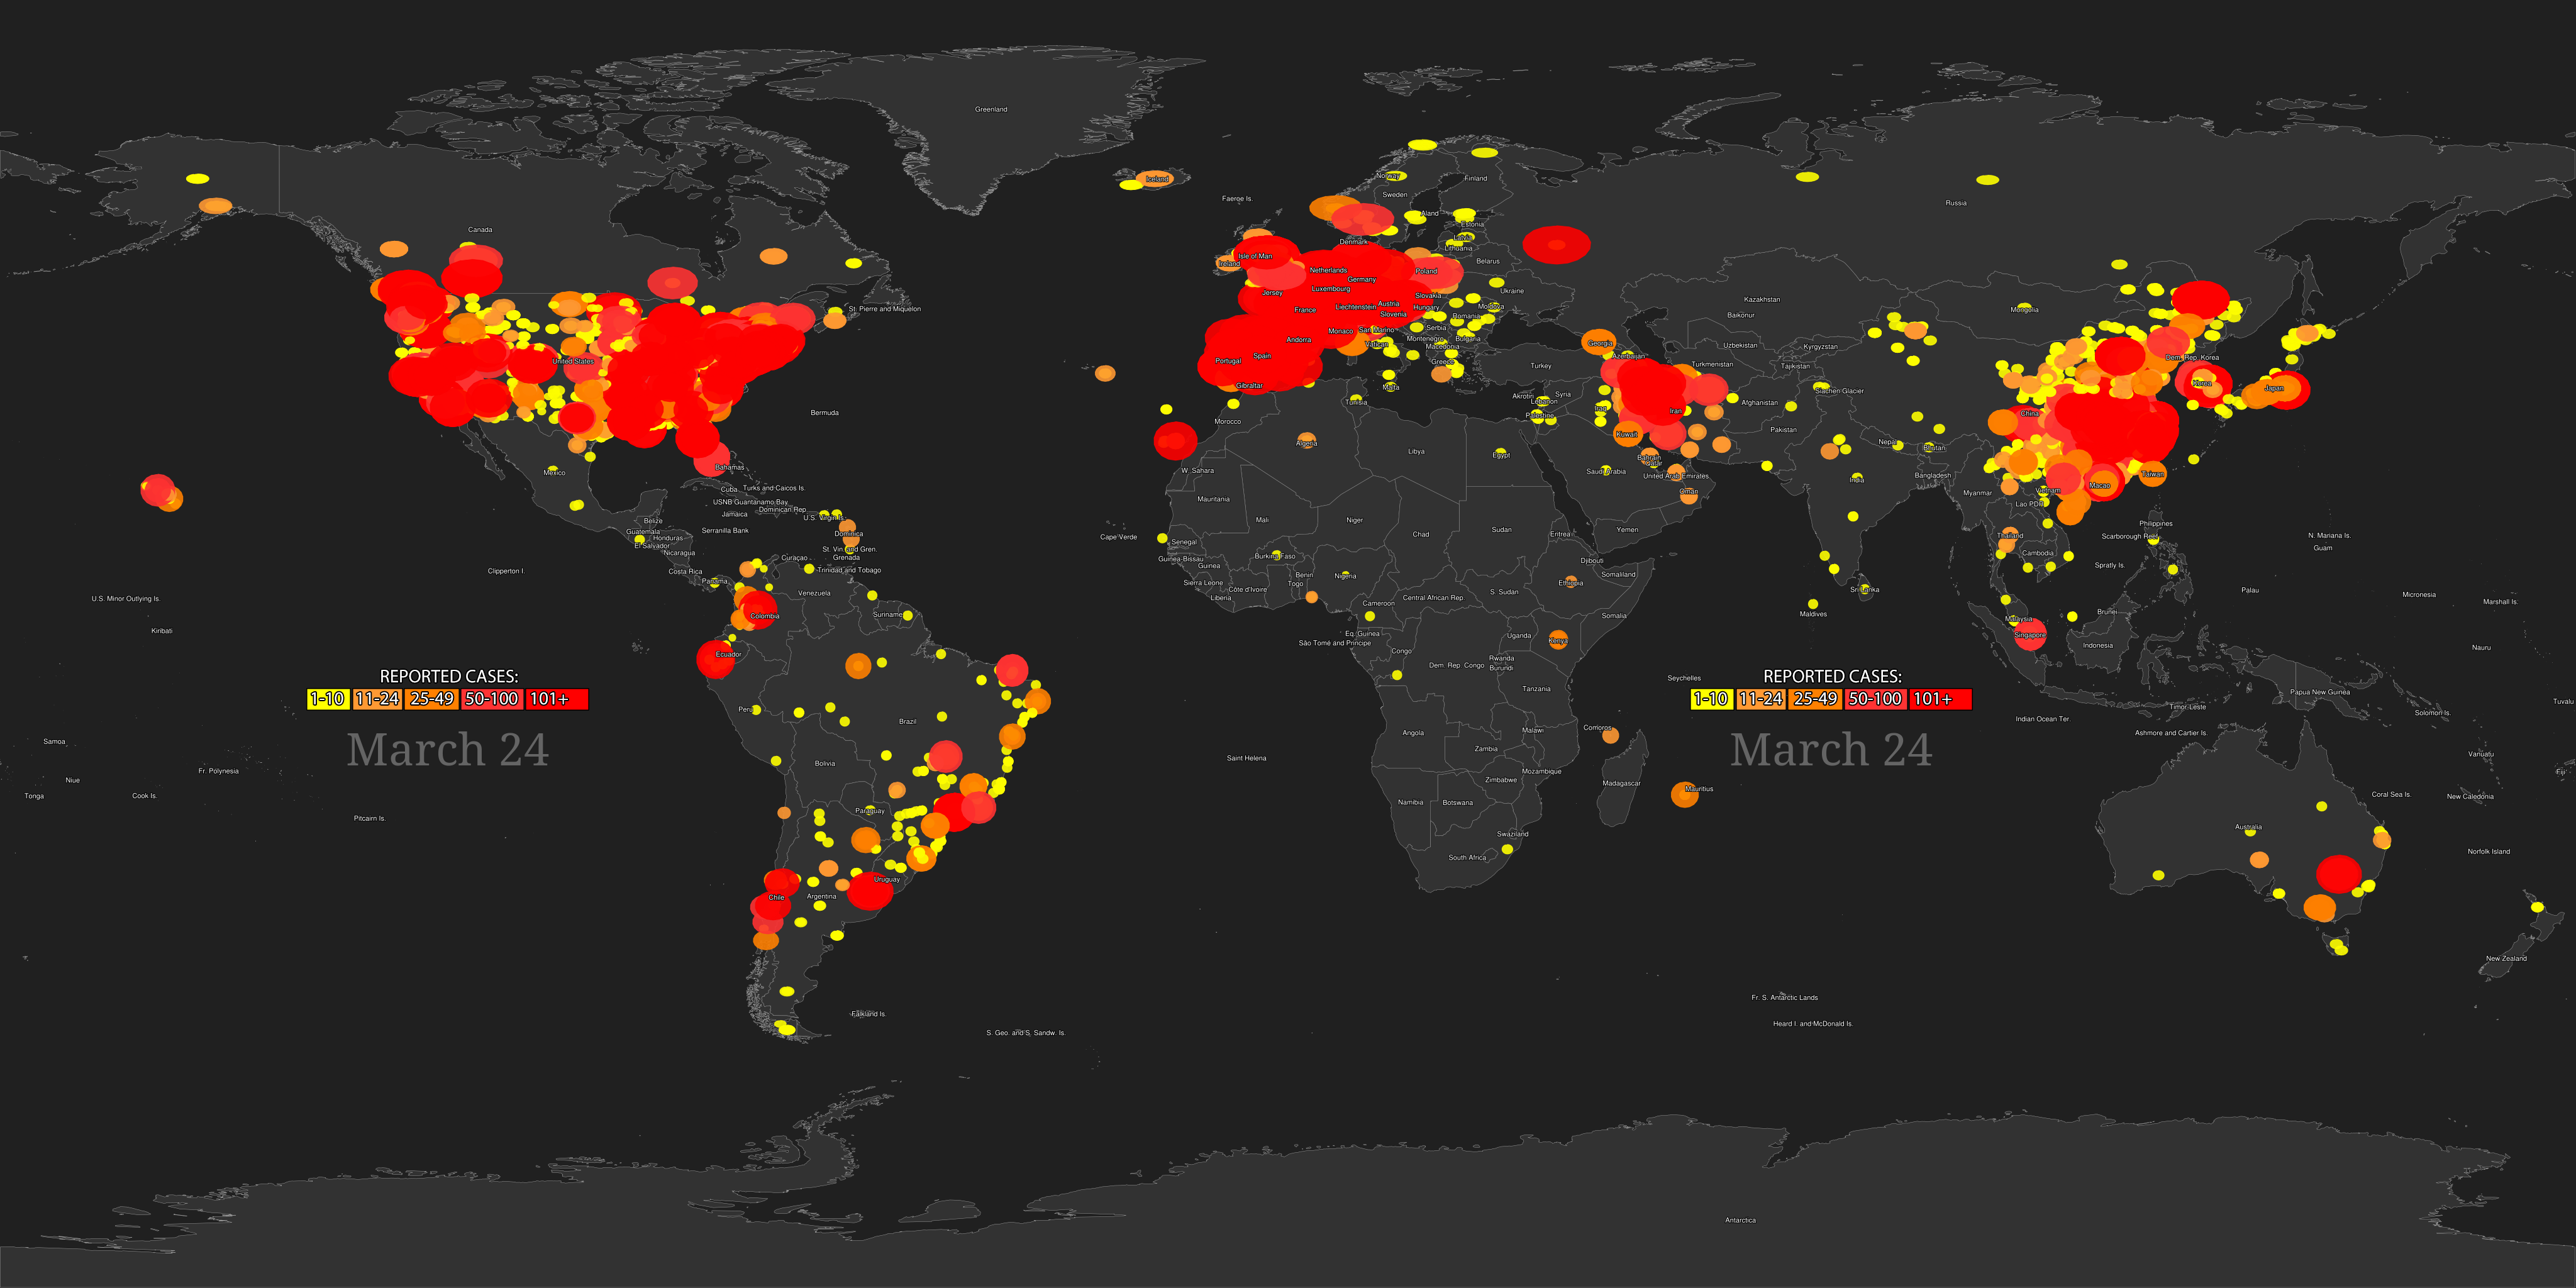 Greenland
Iceland
Faeroe Is.
Norway
Sweden
Finland
Aland
Estonia
Latvia
Lithuania
Russia
Canada
Denmark
Isle of Man
Ireland
Belarus
Netherlands
Poland
Germany
Luxembourg
Jersey
Slovakia
Ukraine
Liechtenstein
Austria
Hungary
Moldova
France
Slovenia
Romania
St. Pierre and Miquelon
Kazakhstan
Baikonur
Mongolia
Monaco
San Marino
Serbia
Andorra
Vatican
Montenegro
Bulgaria
Macedonia
Georgia
Uzbekistan
Kyrgyzstan
Azerbaijan
Dem. Rep. Korea
United States
Portugal
Spain
Greece
Turkey
Turkmenistan
Tajikistan
Gibraltar
Malta
Siachen Glacier
Korea
Japan
Tunisia
Akrotiri
Syria
Lebanon
Iraq
Iran
Afghanistan
China
Bermuda
Morocco
Palestine
Algeria
Libya
Egypt
Kuwait
Pakistan
Nepal
Bhutan
Mexico
Bahamas
W. Sahara
Bahrain
Qatar
Saudi Arabia
United Arab Emirates
India
Bangladesh
Taiwan
Macao
Cuba
Turks and Caicos Is.
USNB Guantanamo Bay
Dominican Rep.
Jamaica
U.S. Virgin Is.
Mauritania
Oman
Myanmar
Vietnam
Lao PDR
Belize
Guatemala
Honduras
El Salvador
Nicaragua
Serranilla Bank
Dominica
St. Vin. and Gren.
Grenada
Mali
Niger
Chad
Sudan
Eritrea
Yemen
Philippines
Scarborough Reef
Thailand
Cambodia
N. Mariana Is.
Guam
Cape Verde
Senegal
Guinea-Bissau
Guinea
Burkina Faso
Clipperton I.
Costa Rica
Panama
Curaçao
Trinidad and Tobago
Sierra Leone
Liberia
Côte d'Ivoire
Benin
Togo
Nigeria
Djibouti
Somaliland
Ethiopia
Spratly Is.
Palau
Micronesia
Marshall Is.
U.S. Minor Outlying Is.
Venezuela
Suriname
Colombia
Cameroon
Central African Rep.
S. Sudan
Somalia
Sri Lanka
Maldives
Malaysia
Brunei
Kiribati
Eq. Guinea
São Tomé and Principe
Congo
Uganda
Kenya
Singapore
Indonesia
Nauru
Ecuador
Dem. Rep. Congo
Rwanda
Burundi
REPORTED CASES:
1-10 11-24 25-49 50-100 101+
March 24
Seychelles
REPORTED CASES:
1-10 11-24 25-49 50-100 101+
March 24
Tanzania
Papua New Guinea
Timor-Leste
Solomon Is.
Tuvalu
Peru
Brazil
Indian Ocean Ter.
Ashmore and Cartier Is.
Comoros
Angola
Malawi
Zambia
Samoa
Niue
Fr. Polynesia
Tonga
Cook Is.
Pitcairn Is.
Bolivia
Saint Helena
Mozambique
Zimbabwe
Madagascar
Mauritius
Vanuatu
Fiji
Coral Sea Is.
New Caledonia
Paraguay
Namibia
Botswana
Swaziland
South Africa
Australia
Norfolk Island
Uruguay
Chile
Argentina
New Zealand
Fr. S. Antarctic Lands
Falkland Is.
Heard I. and McDonald Is.
S. Geo. and S. Sandw. Is.
Antarctica